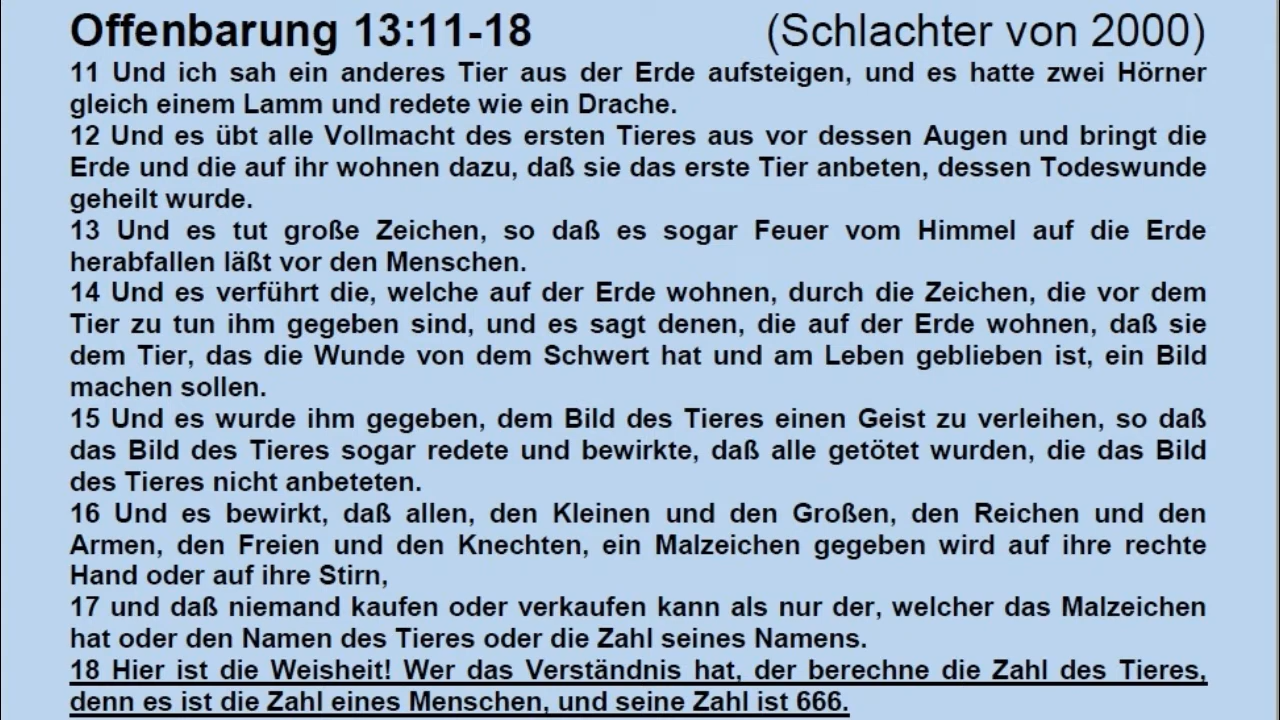 Offenbarung 13:11-18 (Schlachter von 2000)
11 Und ich sah ein anderes Tier aus der Erde aufsteigen, und es hatte zwei Hörner
gleich einem Lamm und redete wie ein Drache.
12 Und es übt alle Vollmacht des ersten Tieres aus vor dessen Augen und bringt die
Erde und die auf ihr wohnen dazu, daß sie das erste Tier anbeten, dessen Todeswunde
geheilt wurde.
13 Und es tut große Zeichen, so daß es sogar Feuer vom Himmel auf die Erde
herabfallen läßt vor den Menschen.
14 Und es verführt die, welche auf der Erde wohnen, durch die Zeichen, die vor dem
Tier zu tun ihm gegeben sind, und es sagt denen, die auf der Erde wohnen, daß sie
dem Tier, das die Wunde von dem Schwert hat und am Leben geblieben ist, ein Bild
machen sollen.
15 Und es wurde ihm gegeben, dem Bild des Tieres einen Geist zu verleihen, so daß
das Bild des Tieres sogar redete und bewirkte, daß alle getötet wurden, die das Bild
des Tieres nicht anbeteten.
16 Und es bewirkt, daß allen, den Kleinen und den Großen, den Reichen und den
Armen, den Freien und den Knechten, ein Malzeichen gegeben wird auf ihre rechte
Hand oder auf ihre Stirn,
17 und daß niemand kaufen oder verkaufen kann als nur der, welcher das Malzeichen
hat oder den Namen des Tieres oder die Zahl seines Namens.
18 Hier ist die Weisheit! Wer das Verständnis hat, der berechne die Zahl des Tieres,
denn es ist die Zahl eines Menschen, und seine Zahl ist 666.